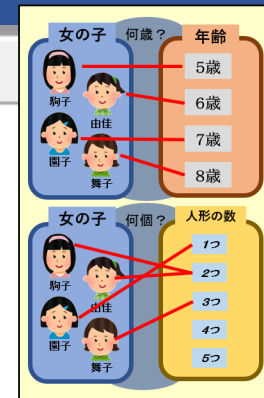 女の子 何歳? 年齢
駒子
由佳
園子
舞子
5歳
6歳
7歳
8歳
女の子 何個? 人形の数
駒子
由佳
園子
舞子
1つ
2つ
3つ
4つ
5つ